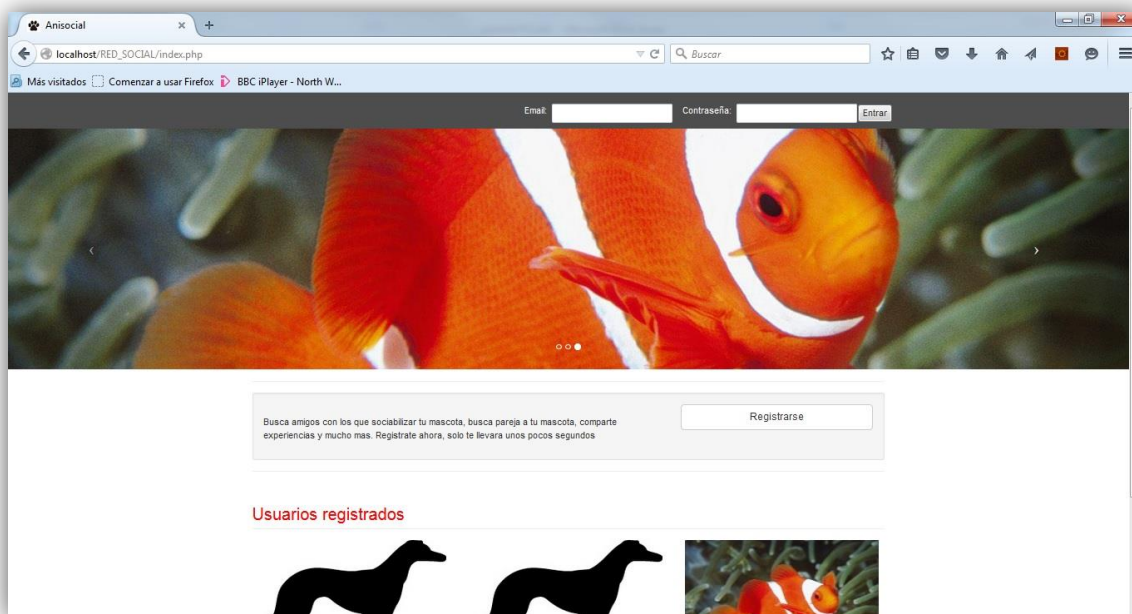 Anisocial
localhost/RED_SOCIAL/index.php
Buscar
Más visitados Comenzar a usar Firefox BBC iPlayer - North W...
Email: Contraseña: Entrar
Busca amigos con los que sociabilizar tu mascota, busca pareja a tu mascota, comparte
experiencias y mucho mas. Registrate ahora, solo te llevara unos pocos segundos
Registrarse
Usuarios registrados